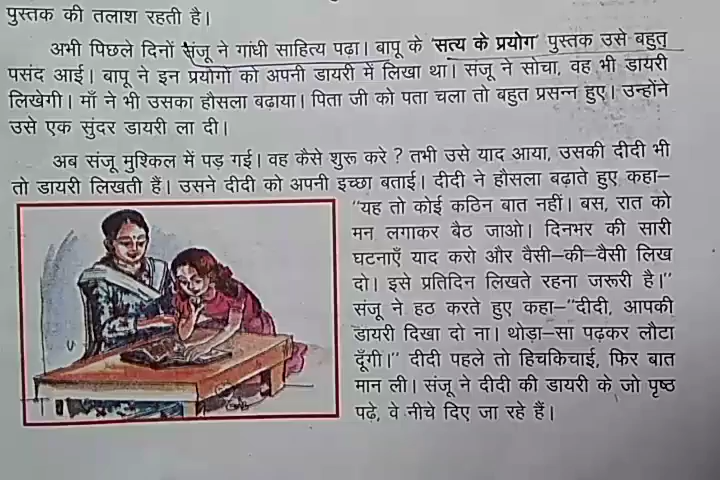 पुस्तक की तलाश रहती है।
अभी पिछले दिनों संजू ने गांधी साहित्य पढ़ा। बापू के 'सत्य के प्रयोग' पुस्तक उसे बहुत
पसंद आई। बापू ने इन प्रयोगों को अपनी डायरी में लिखा था। संजू ने सोचा, वह भी डायरी
लिखेगी। माँ ने भी उसका हौसला बढ़ाया। पिता जी को पता चला तो बहुत प्रसन्न हुए। उन्होंने
उसे एक सुंदर डायरी ला दी।
अब संजू मुश्किल में पड़ गई। वह कैसे शुरू करे ? तभी उसे याद आया, उसकी दीदी भी
तो डायरी लिखती हैं। उसने दीदी को अपनी इच्छा बताई। दीदी ने हौसला बढ़ाते हुए कहा–
"यह तो कोई कठिन बात नहीं। बस, रात को
मन लगाकर बैठ जाओ। दिनभर की सारी
घटनाएँ याद करो और वैसी–की–वैसी लिख
दो। इसे प्रतिदिन लिखते रहना जरूरी है।"
संजू ने हठ करते हुए कहा–"दीदी, आपकी
डायरी दिखा दो ना। थोड़ा–सा पढ़कर लौटा
दूँगी।" दीदी पहले तो हिचकिचाई, फिर बात
मान ली। संजू ने दीदी की डायरी के जो पृष्ठ
पढ़े, वे नीचे दिए जा रहे हैं।